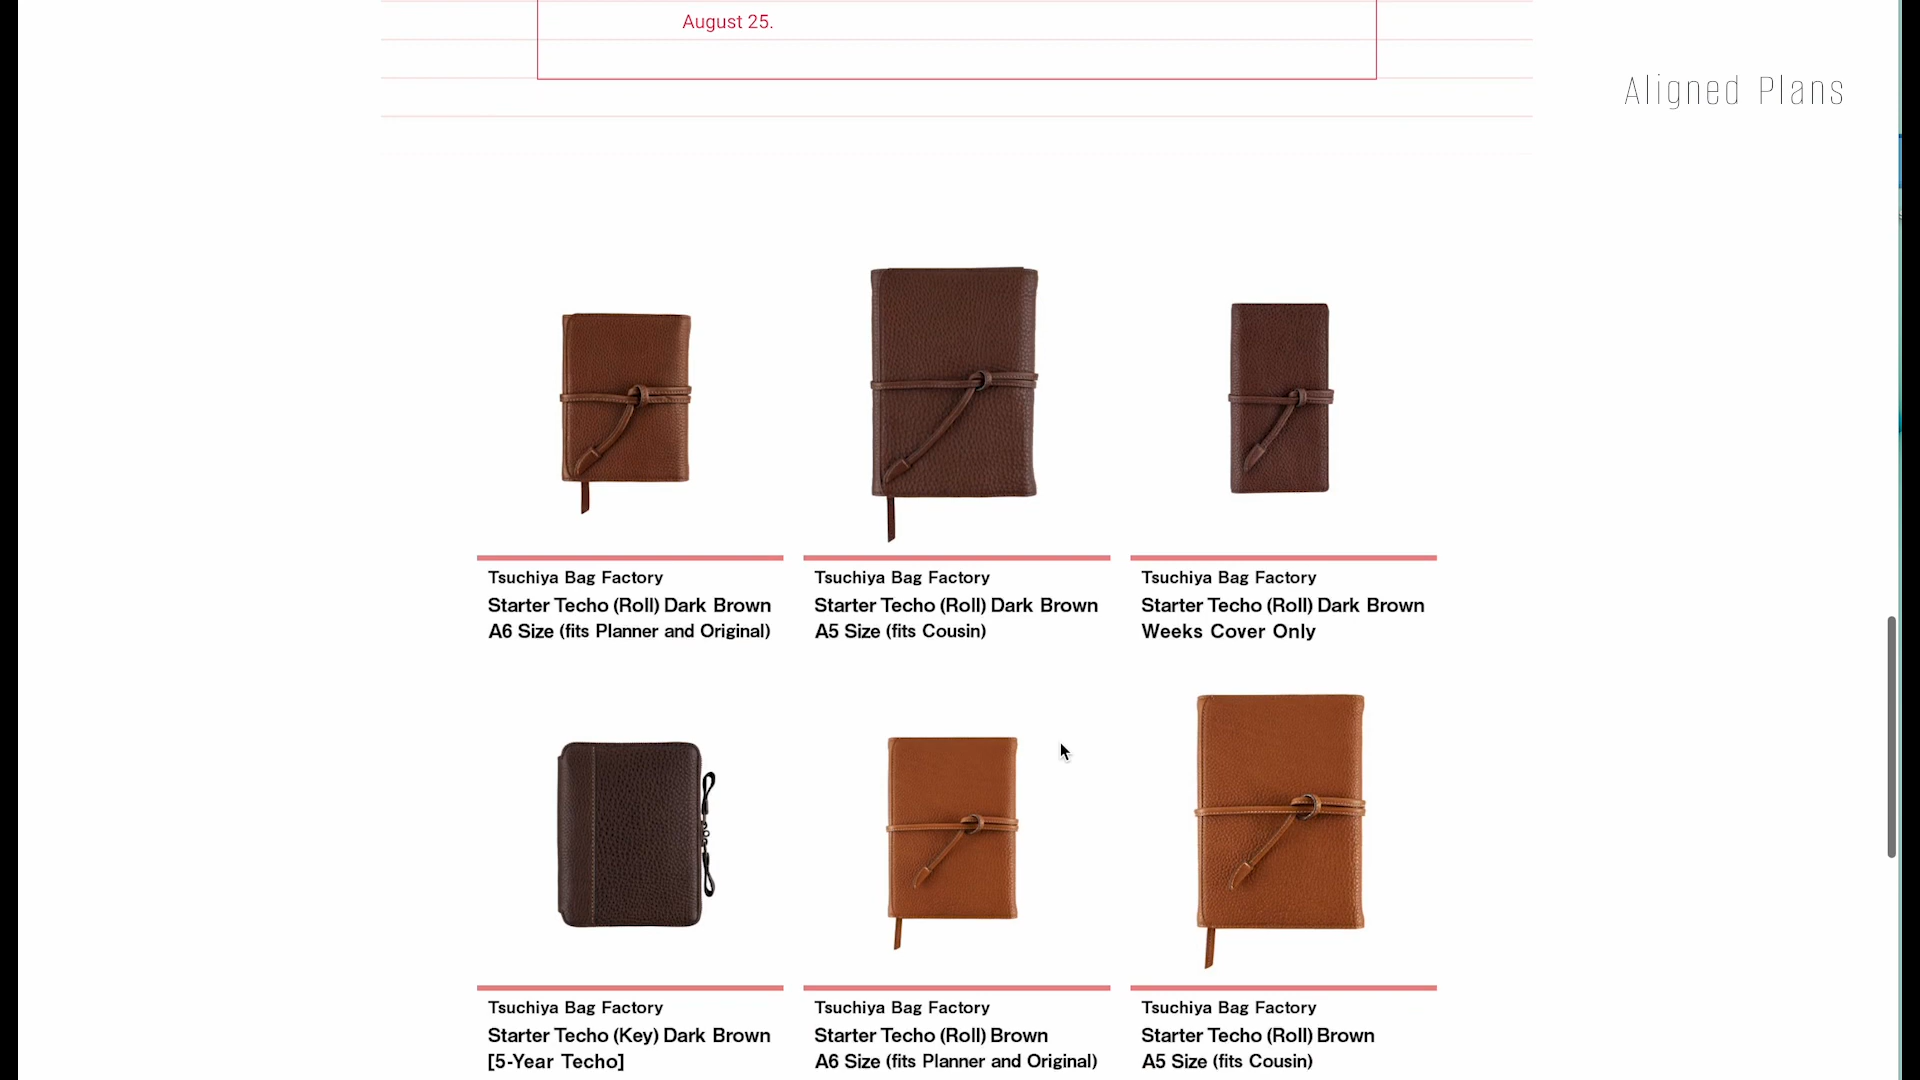 August 25.
Aligned Plans
Tsuchiya Bag Factory
Starter Techo (Roll) Dark Brown
A6 Size (fits Planner and Original)
Tsuchiya Bag Factory
Starter Techo (Roll) Dark Brown
A5 Size (fits Cousin)
Tsuchiya Bag Factory
Starter Techo (Roll) Dark Brown
Weeks Cover Only
Tsuchiya Bag Factory
Starter Techo (Key) Dark Brown
[5-Year Techo]
Tsuchiya Bag Factory
Starter Techo (Roll) Brown
A6 Size (fits Planner and Original)
Tsuchiya Bag Factory
Starter Techo (Roll) Brown
A5 Size (fits Cousin)